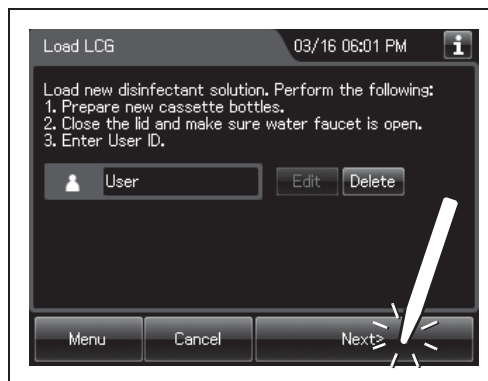 Load LCG
03/16 06:01 PM
i
Load new disinfectant solution. Perform the following:
1. Prepare new cassette bottles.
2. Close the lid and make sure water faucet is open.
3. Enter User ID.
User
Edit
Delete
Menu
Cancel
Next>